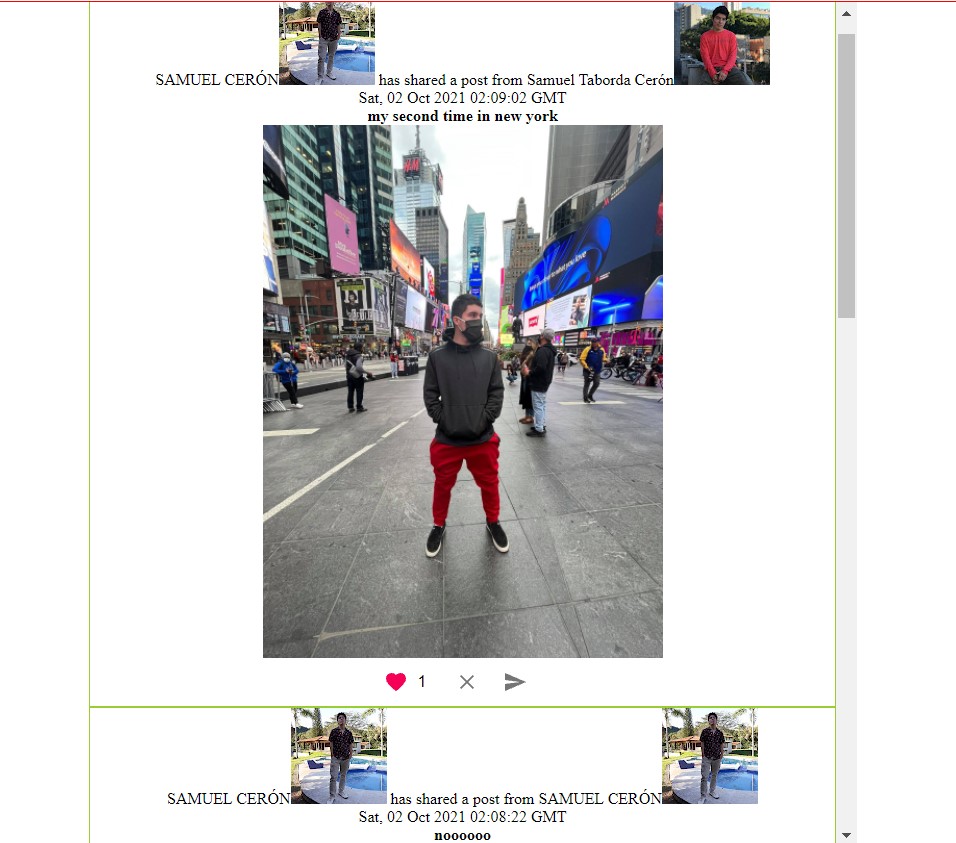 SAMUEL CERÓN has shared a post from Samuel Taborda Cerón
Sat, 02 Oct 2021 02:09:02 GMT
my second time in new york
H&M
1
SAMUEL CERÓN has shared a post from SAMUEL CERÓN
Sat, 02 Oct 2021 02:08:22 GMT
noooooo